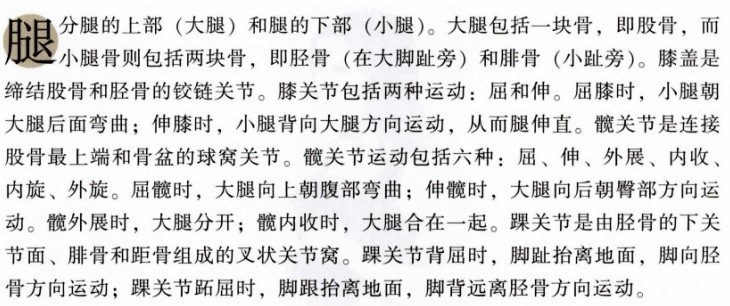 腿分腿的上部（大腿）和腿的下部（小腿）。大腿包括一块骨，即股骨，而
小腿骨则包括两块骨，即胫骨（在大脚趾旁）和腓骨（小趾旁）。膝盖是
缔结股骨和胫骨的铰链关节。膝关节包括两种运动：屈和伸。屈膝时，小腿朝
大腿后面弯曲；伸膝时，小腿背向大腿方向运动，从而腿伸直。髋关节是连接
股骨最上端和骨盆的球窝关节。髋关节运动包括六种：屈、伸、外展、内收、
内旋、外旋。屈髋时，大腿向上朝腹部弯曲；伸髋时，大腿向后朝臀部方向运
动。髋外展时，大腿分开；髋内收时，大腿合在一起。踝关节是由胫骨的下关
节面、腓骨和距骨组成的叉状关节窝。踝关节背屈时，脚趾抬离地面，脚向胫
骨方向运动；踝关节跖屈时，脚跟抬离地面，脚背远离胫骨方向运动。